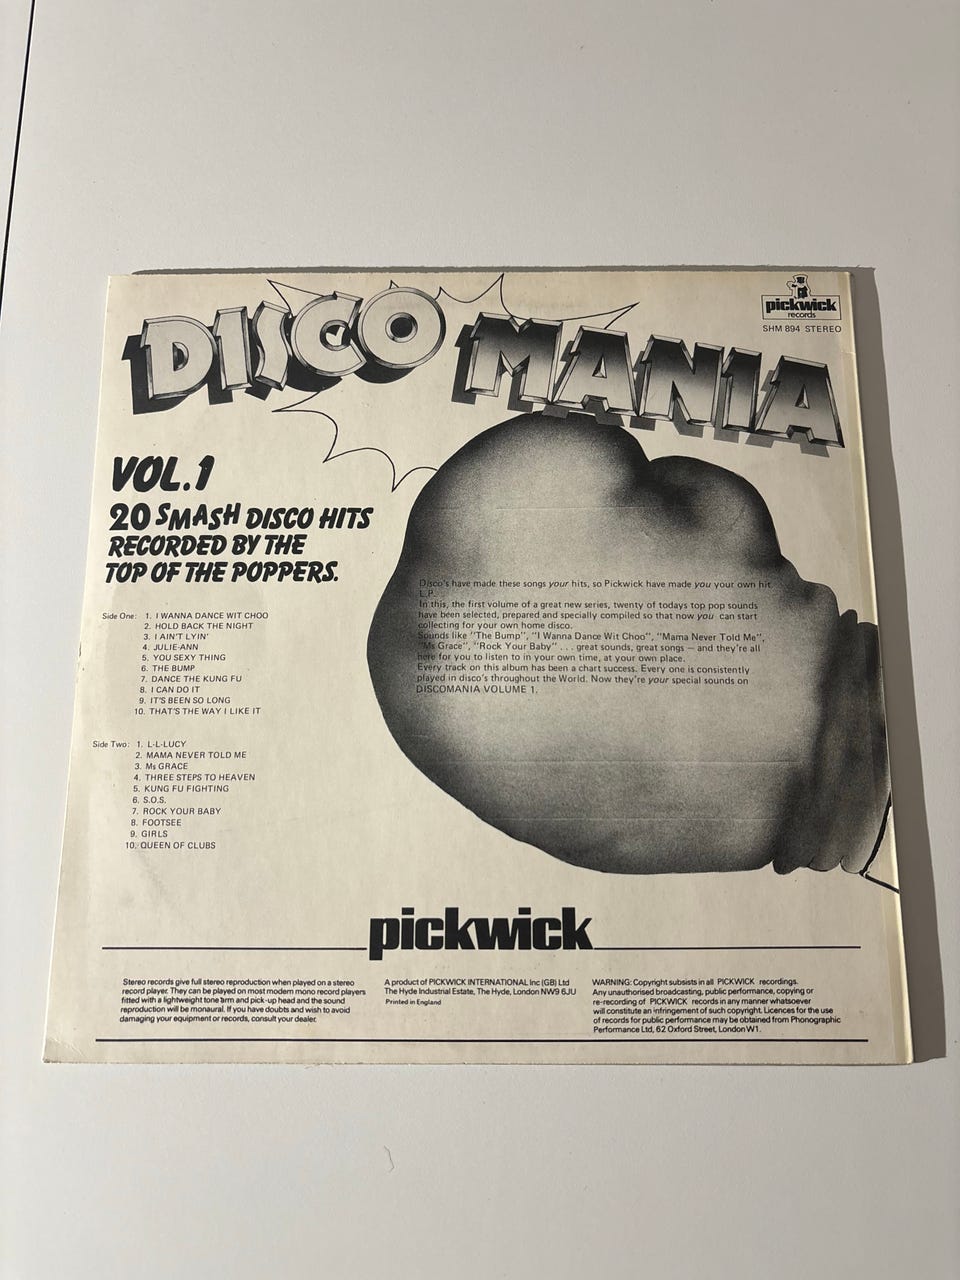 DISCO MANIA
pickwick
records
SHM 894 STEREO
VOL.1
20 SMASH DISCO HITS
RECORDED BY THE
TOP OF THE POPPERS.
Side One: 1. I WANNA DANCE WIT CHOO
2. HOLD BACK THE NIGHT
3. I AIN'T LYIN'
4. JULIE-ANN
5. YOU SEXY THING
6. THE BUMP
7. DANCE THE KUNG FU
8. I CAN DO IT
9. IT'S BEEN SO LONG
10. THAT'S THE WAY I LIKE IT
Side Two: 1. L-L-LUCY
2. MAMA NEVER TOLD ME
3. Ms GRACE
4. THREE STEPS TO HEAVEN
5. KUNG FU FIGHTING
6. S.O.S.
7. ROCK YOUR BABY
8. FOOTSEE
9. GIRLS
10. QUEEN OF CLUBS
Disco's have made these songs your hits, so Pickwick have made you your own hit
L.P.
In this, the first volume of a great new series, twenty of todays top pop sounds
have been selected, prepared and specially compiled so that now you can start
collecting for your own home disco.
Sounds like "The Bump", "I Wanna Dance Wit Choo", "Mama Never Told Me",
"Ms Grace", "Rock Your Baby" . . . great sounds, great songs — and they're all
here for you to listen to in your own time, at your own place.
Every track on this album has been a chart success. Every one is consistently
played in disco's throughout the World. Now they're your special sounds on
DISCOMANIA VOLUME 1.
pickwick
Stereo records give full stereo reproduction when played on a stereo
record player. They can be played on most modern mono record players
fitted with a lightweight tone arm and pick-up head and the sound
reproduction will be monaural. If you have doubts and wish to avoid
damaging your equipment or records, consult your dealer.
A product of PICKWICK INTERNATIONAL Inc (GB) Ltd
The Hyde Industrial Estate, The Hyde, London NW9 6JU
Printed in England
WARNING: Copyright subsists in all PICKWICK recordings.
Any unauthorised broadcasting, public performance, copying or
re-recording of PICKWICK records in any manner whatsoever
will constitute an infringement of such copyright. Licences for the use
of records for public performance may be obtained from Phonographic
Performance Ltd, 62 Oxford Street, London W1.